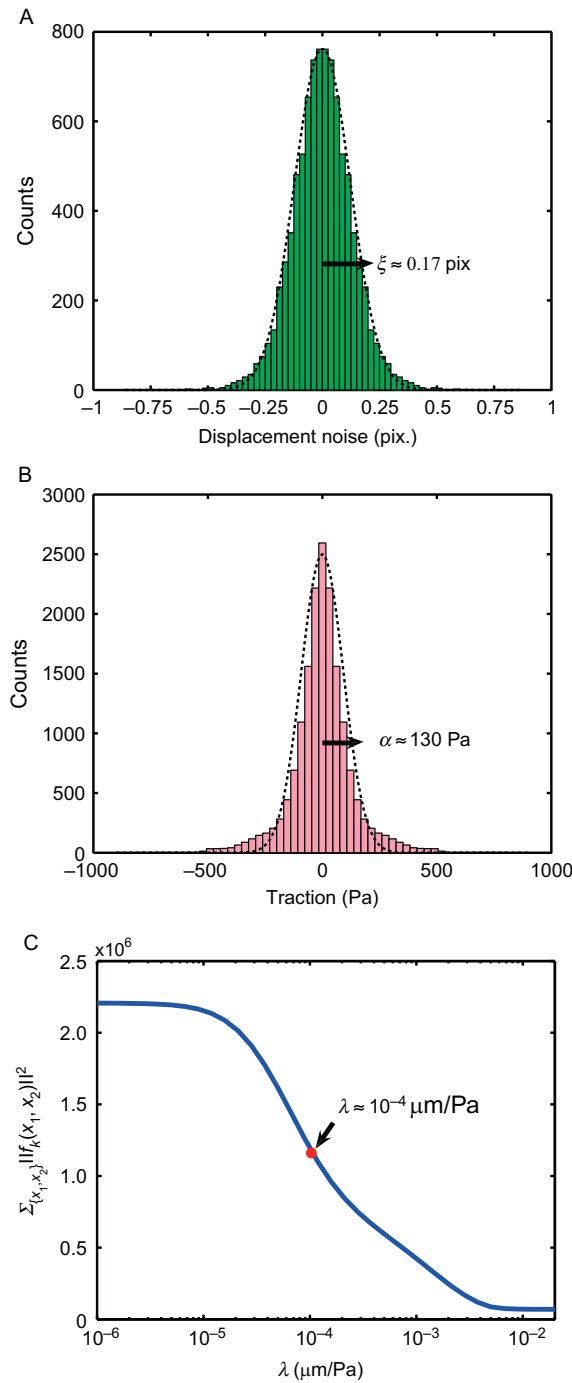 A
800
600
400
200
0
Counts
ξ ≈ 0.17 pix
–1 –0.75 –0.5 –0.25 0 0.25 0.5 0.75 1
Displacement noise (pix.)
B
3000
2500
2000
1500
1000
500
0
Counts
α ≈ 130 Pa
–1000 –500 0 500 1000
Traction (Pa)
C
x10⁶
2.5
2.0
1.5
1.0
0.5
0
Σ{x₁,x₂}||fₖ(x₁, x₂)||²
λ ≈ 10⁻⁴ μm/Pa
10⁻⁶ 10⁻⁵ 10⁻⁴ 10⁻³ 10⁻²
λ (μm/Pa)